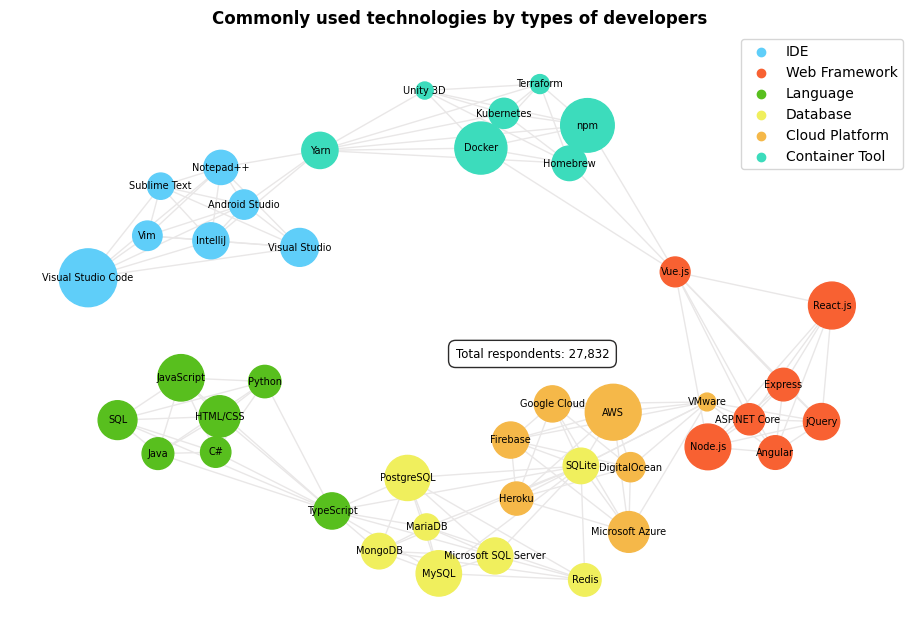 Commonly used technologies by types of developers
IDE
Web Framework
Language
Database
Cloud Platform
Container Tool
Unity 3D
Terraform
Kubernetes
npm
Yarn
Docker
Homebrew
Notepad++
Sublime Text
Android Studio
Vim
IntelliJ
Visual Studio
Visual Studio Code
Vue.js
React.js
Total respondents: 27,832
JavaScript
Python
SQL
HTML/CSS
Java
C#
TypeScript
Google Cloud
AWS
VMware
Firebase
SQLite
DigitalOcean
Heroku
Microsoft Azure
Express
ASP.NET Core
jQuery
Node.js
Angular
PostgreSQL
MariaDB
MongoDB
Microsoft SQL Server
MySQL
Redis